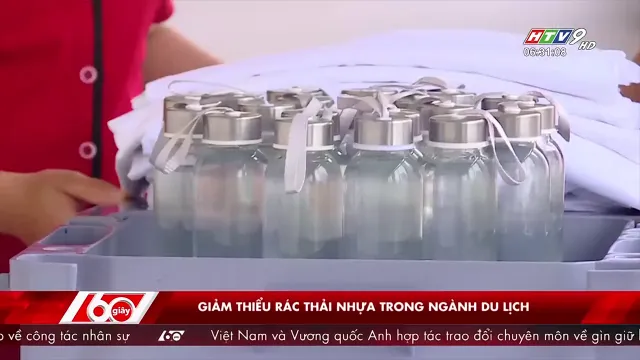 HTV9 HD
06:31:08
60 giây
GIẢM THIỂU RÁC THẢI NHỰA TRONG NGÀNH DU LỊCH
p về công tác nhân sự 60giây Việt Nam và Vương quốc Anh hợp tác trao đổi chuyên môn về gìn giữ